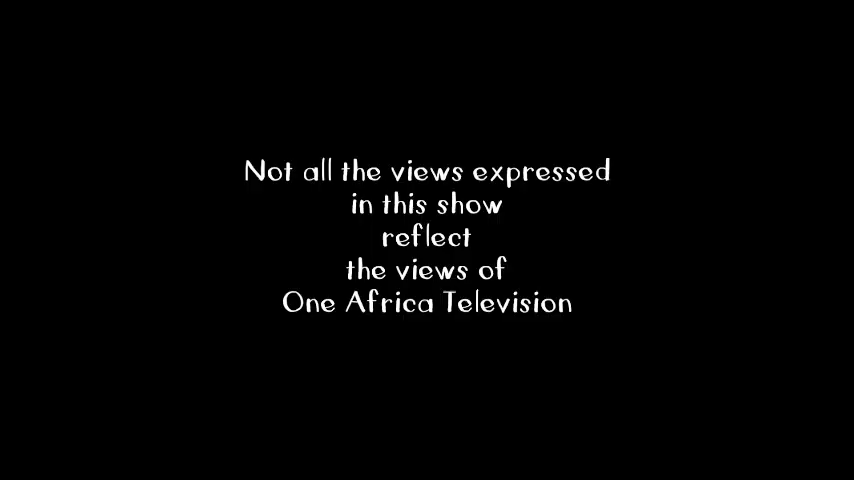 Not all the views expressed
in this show
reflect
the views of
One Africa Television